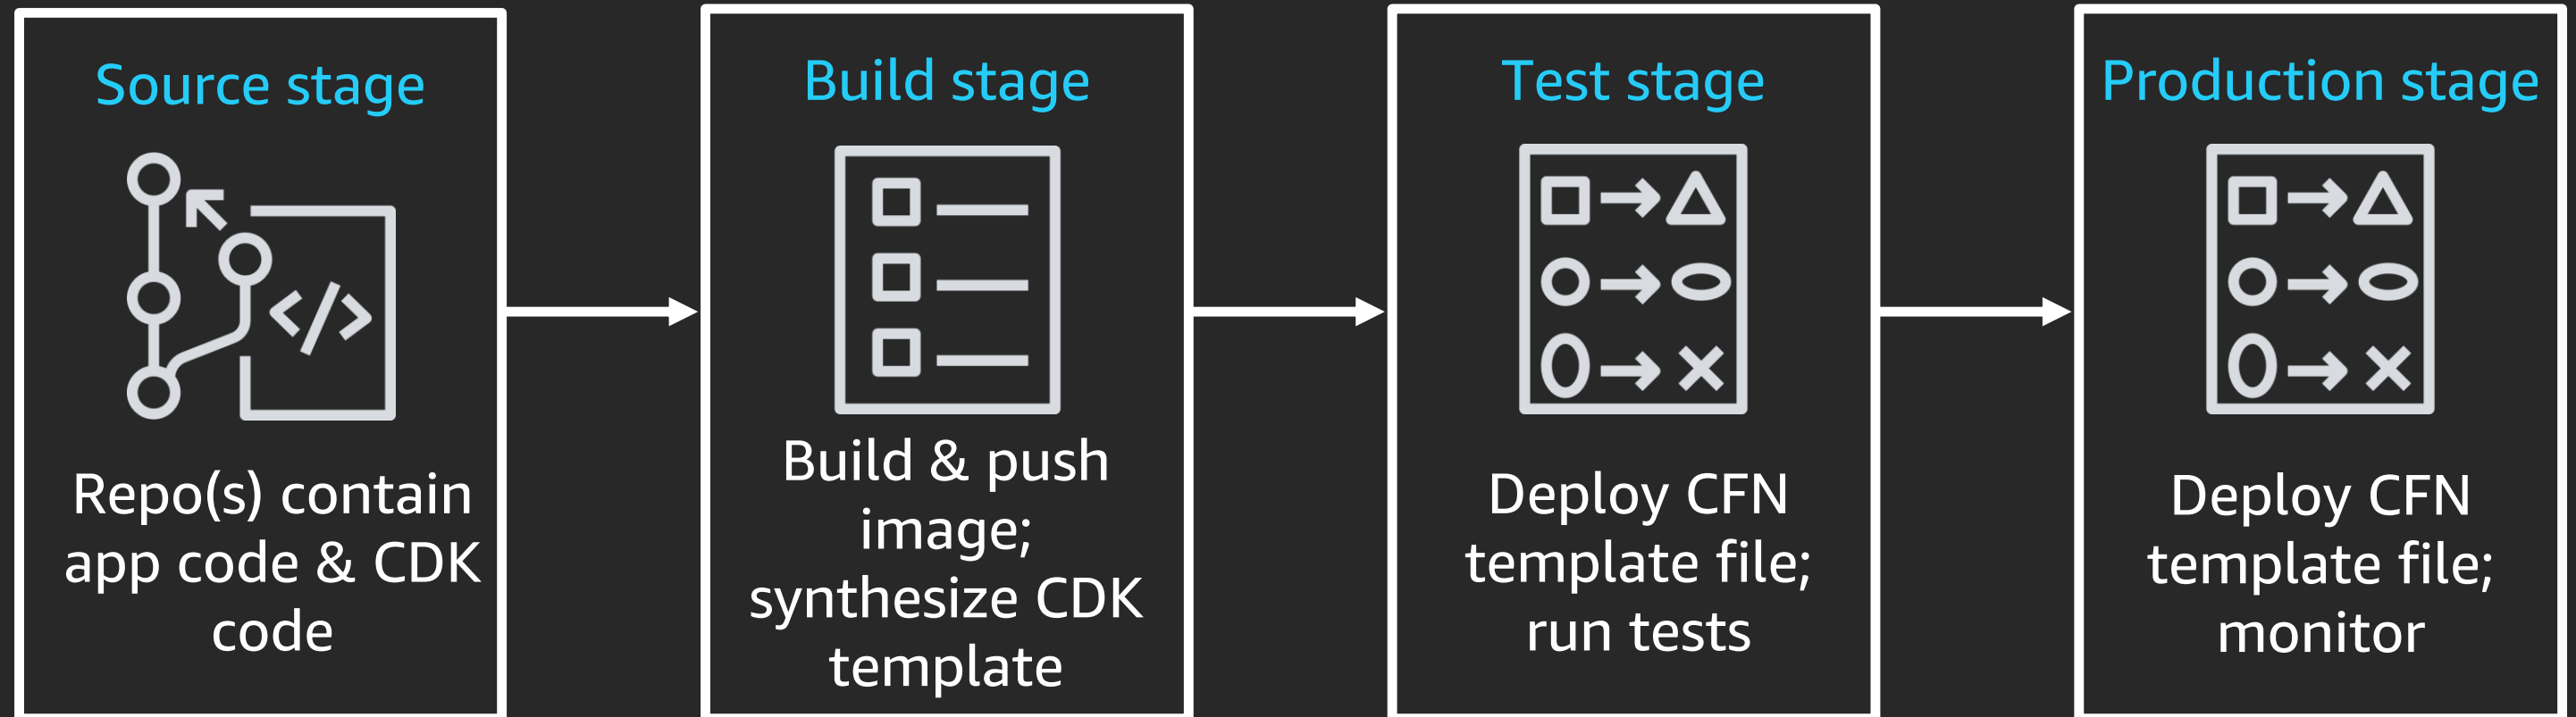 Source stage
Repo(s) contain
app code & CDK
code
Build stage
Build & push
image;
synthesize CDK
template
Test stage
Deploy CFN
template file;
run tests
Production stage
Deploy CFN
template file;
monitor